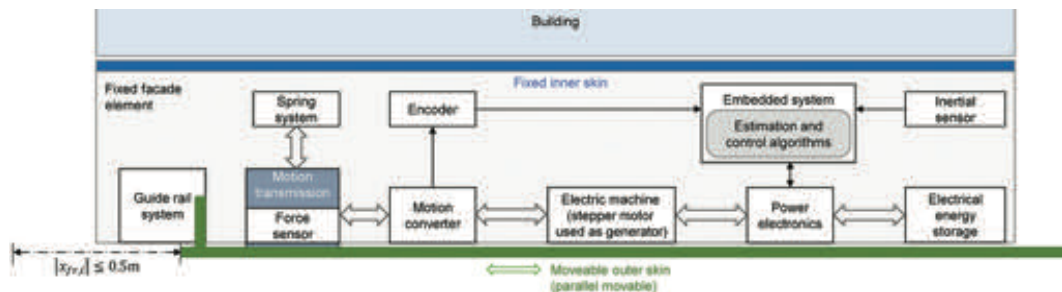 Building
Fixed facade
element
Fixed inner skin
Spring
system
Encoder
Embedded system
Estimation and
control algorithms
Inertial
sensor
Guide rail
system
Motion
transmission
Force
sensor
Motion
converter
Electric machine
(stepper motor
used as generator)
Power
electronics
Electrical
energy
storage
|x_{fv,i}| ≤ 0.5m
Moveable outer skin
(parallel movable)